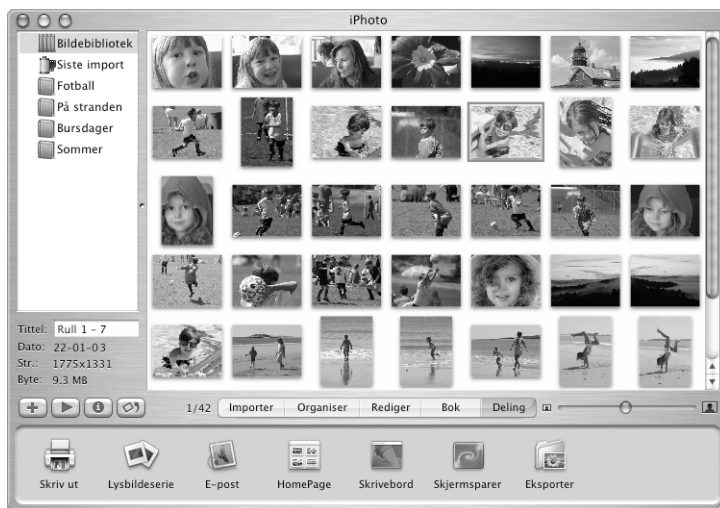 iPhoto
Bildebibliotek
Siste import
Fotball
På stranden
Bursdager
Sommer
Tittel: Rull 1 - 7
Dato: 22-01-03
Str.: 1775x1331
Byte: 9.3 MB
1/42 Importer Organiser Rediger Bok Deling
Skriv ut Lysbildeserie E-post HomePage Skrivebord Skjermsparer Eksporter